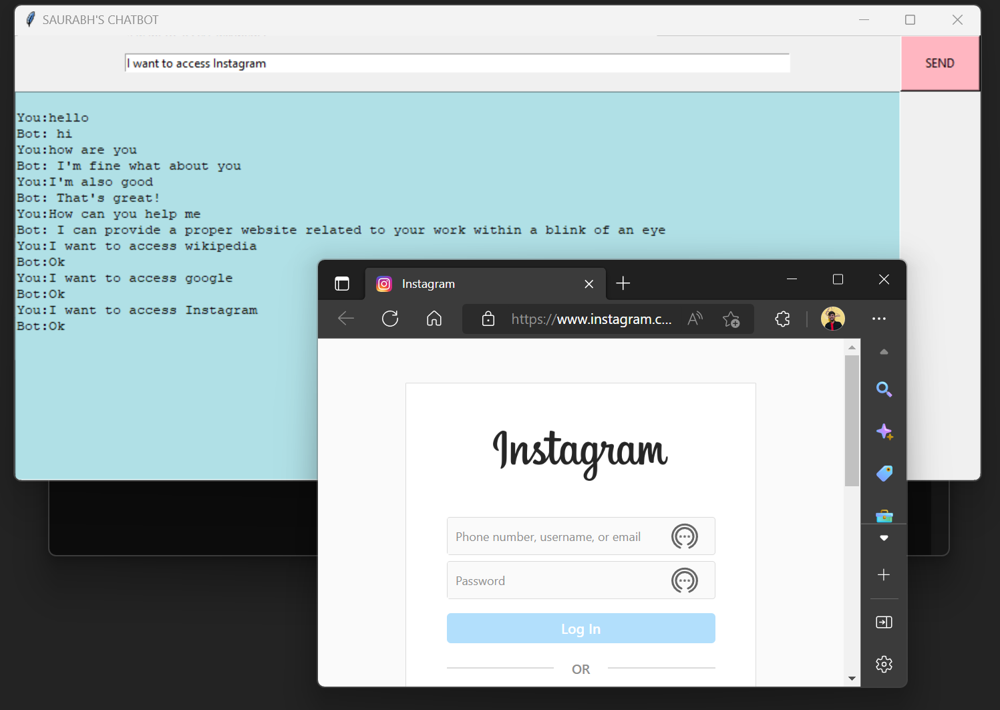 SAURABH'S CHATBOT
I want to access Instagram
SEND
You:hello
Bot: hi
You:how are you
Bot: I'm fine what about you
You:I'm also good
Bot: That's great!
You:How can you help me
Bot: I can provide a proper website related to your work within a blink of an eye
You:I want to access wikipedia
Bot:Ok
You:I want to access google
Bot:Ok
You:I want to access Instagram
Bot:Ok
Instagram
https://www.instagram.c...
Instagram
Phone number, username, or email
Password
Log In
OR